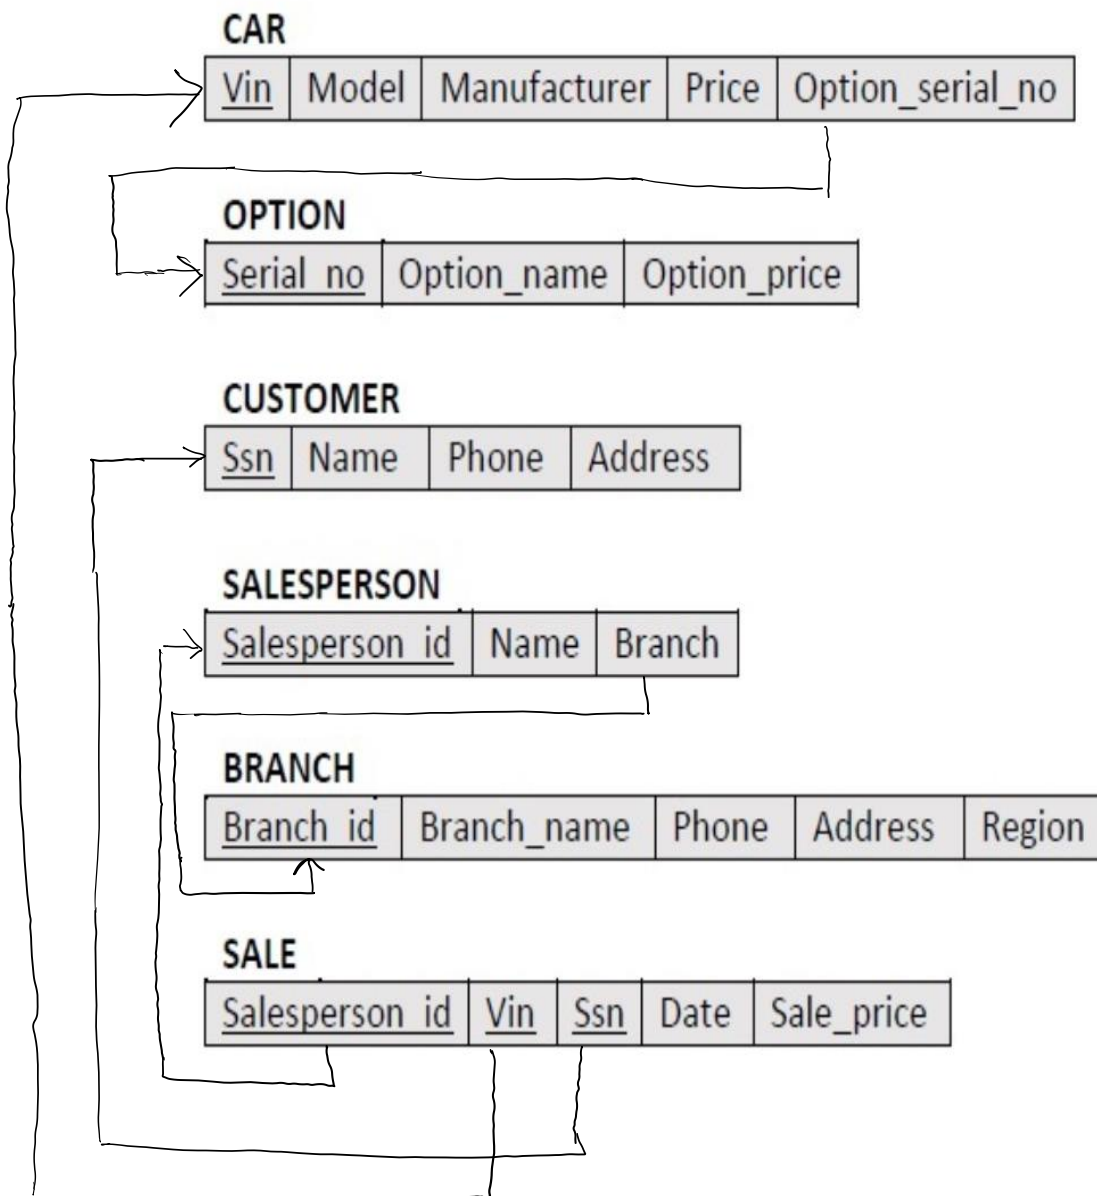 CAR
Vin Model Manufacturer Price Option_serial_no
OPTION
Serial_no Option_name Option_price
CUSTOMER
Ssn Name Phone Address
SALESPERSON
Salesperson_id Name Branch
BRANCH
Branch_id Branch_name Phone Address Region
SALE
Salesperson_id Vin Ssn Date Sale_price